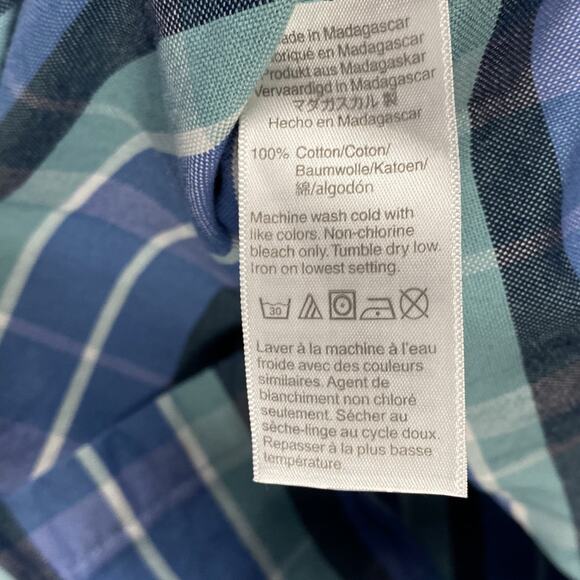 ade in Madagascar
briqué en Madagascar
Produkt aus Madagaskar
Vervaardigd in Madagascar
マダガスカル 製
Hecho en Madagascar
100% Cotton/Coton/
Baumwolle/Katoen/
綿/algodón
Machine wash cold with
like colors. Non-chlorine
bleach only. Tumble dry low.
Iron on lowest setting.
30
Laver à la machine à l'eau
froide avec des couleurs
similaires. Agent de
blanchiment non chloré
seulement. Sécher au
sèche-linge au cycle doux.
Repasser à la plus basse
température.